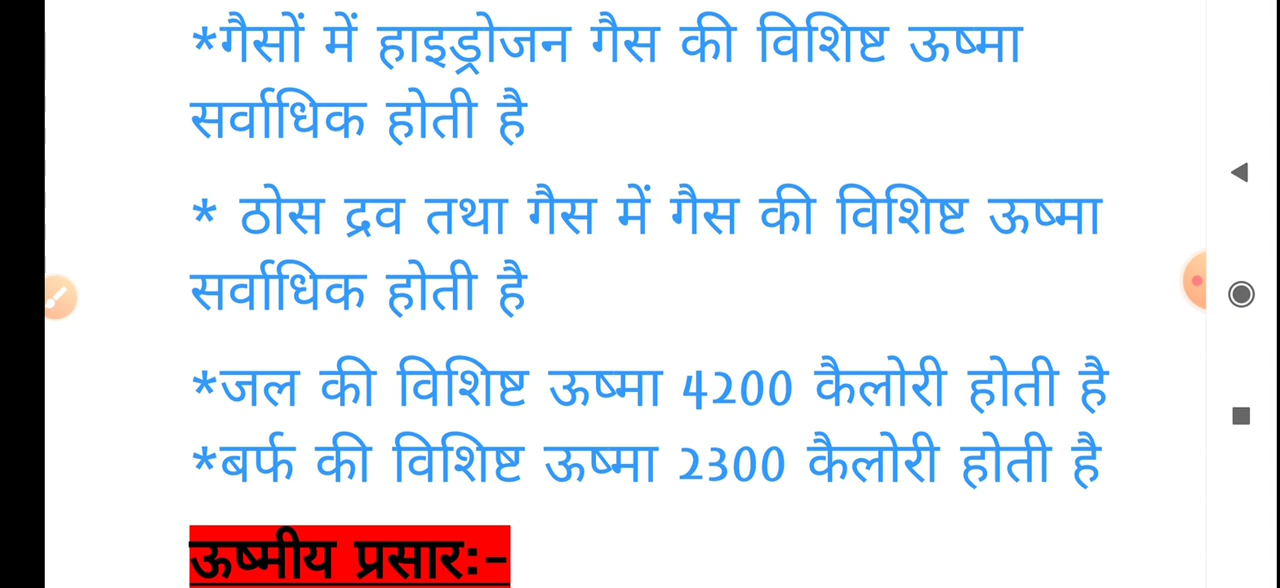 *गैसों में हाइड्रोजन गैस की विशिष्ट ऊष्मा
सर्वाधिक होती है
* ठोस द्रव तथा गैस में गैस की विशिष्ट ऊष्मा
सर्वाधिक होती है
*जल की विशिष्ट ऊष्मा 4200 कैलोरी होती है
*बर्फ की विशिष्ट ऊष्मा 2300 कैलोरी होती है
ऊष्मीय प्रसारः-